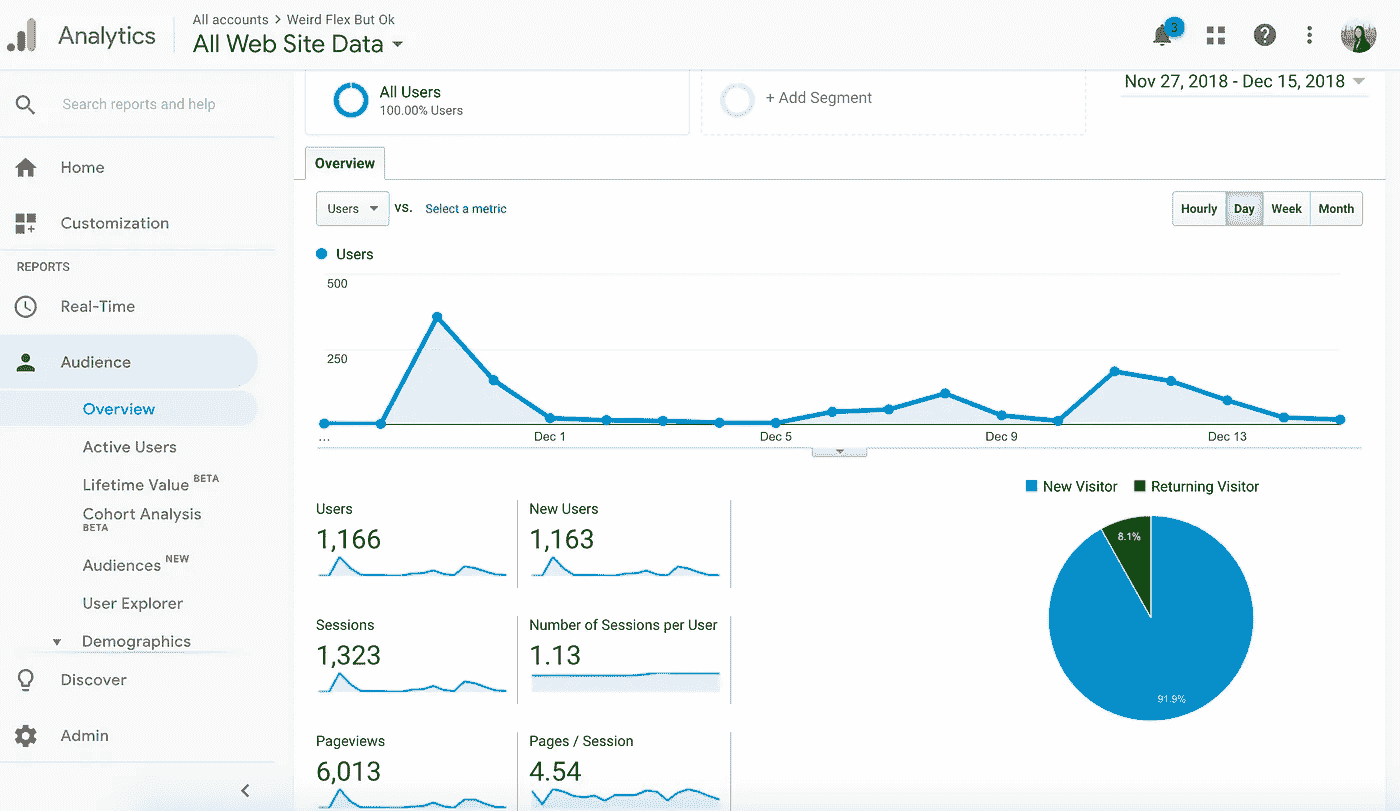 Analytics
All accounts > Weird Flex But Ok
All Web Site Data
3
Search reports and help
Home
Customization
REPORTS
Real-Time
Audience
Overview
Active Users
Lifetime Value BETA
Cohort Analysis
BETA
Audiences NEW
User Explorer
Demographics
Discover
Admin
All Users
100.00% Users
+ Add Segment
Nov 27, 2018 - Dec 15, 2018
Overview
Users VS. Select a metric
Hourly Day Week Month
Users
500
250
... Dec 1 Dec 5 Dec 9 Dec 13
New Visitor Returning Visitor
8.1%
91.9%
Users
1,166
New Users
1,163
Sessions
1,323
Number of Sessions per User
1.13
Pageviews
6,013
Pages / Session
4.54